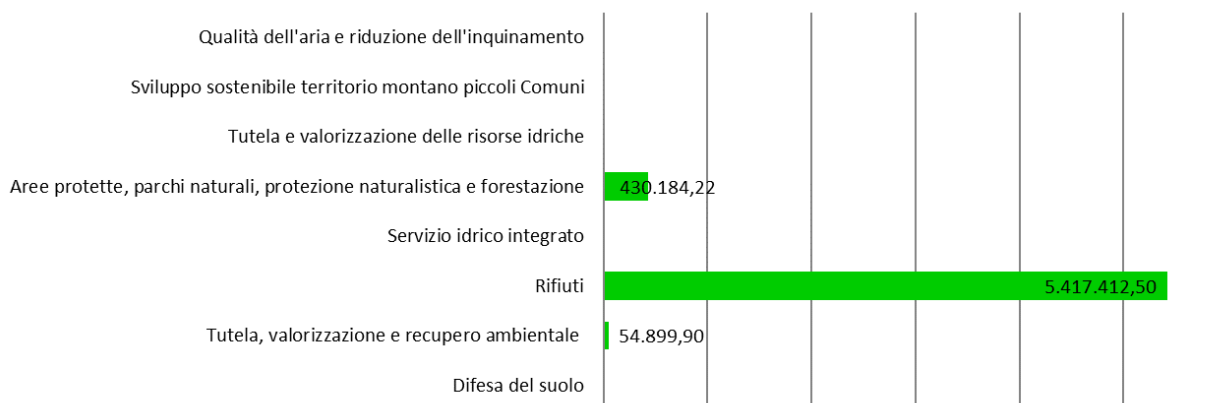 Qualità dell'aria e riduzione dell'inquinamento
Sviluppo sostenibile territorio montano piccoli Comuni
Tutela e valorizzazione delle risorse idriche
Aree protette, parchi naturali, protezione naturalistica e forestazione 430.184,22
Servizio idrico integrato
Rifiuti 5.417.412,50
Tutela, valorizzazione e recupero ambientale 54.899,90
Difesa del suolo